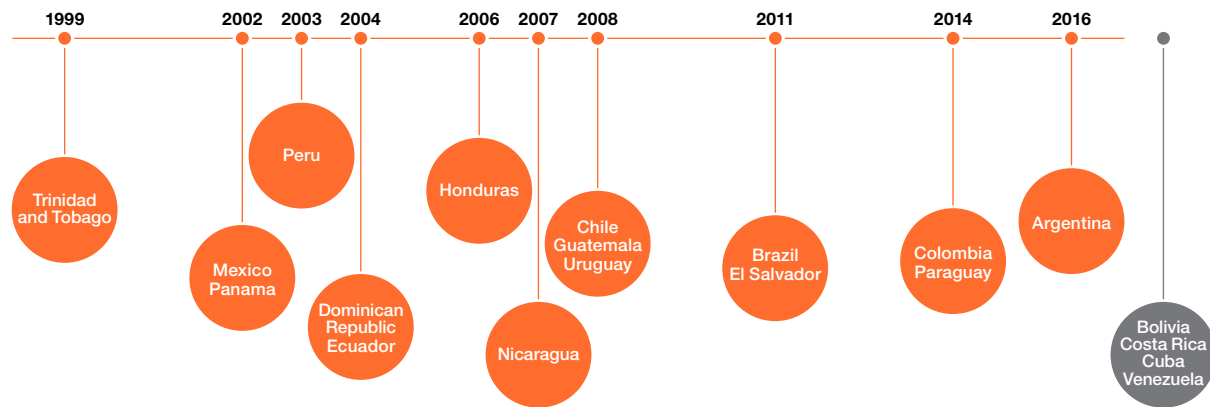 1999
2002
2003
2004
2006
2007
2008
2011
2014
2016
Trinidad
and Tobago
Mexico
Panama
Peru
Dominican
Republic
Ecuador
Honduras
Nicaragua
Chile
Guatemala
Uruguay
Brazil
El Salvador
Colombia
Paraguay
Argentina
Bolivia
Costa Rica
Cuba
Venezuela